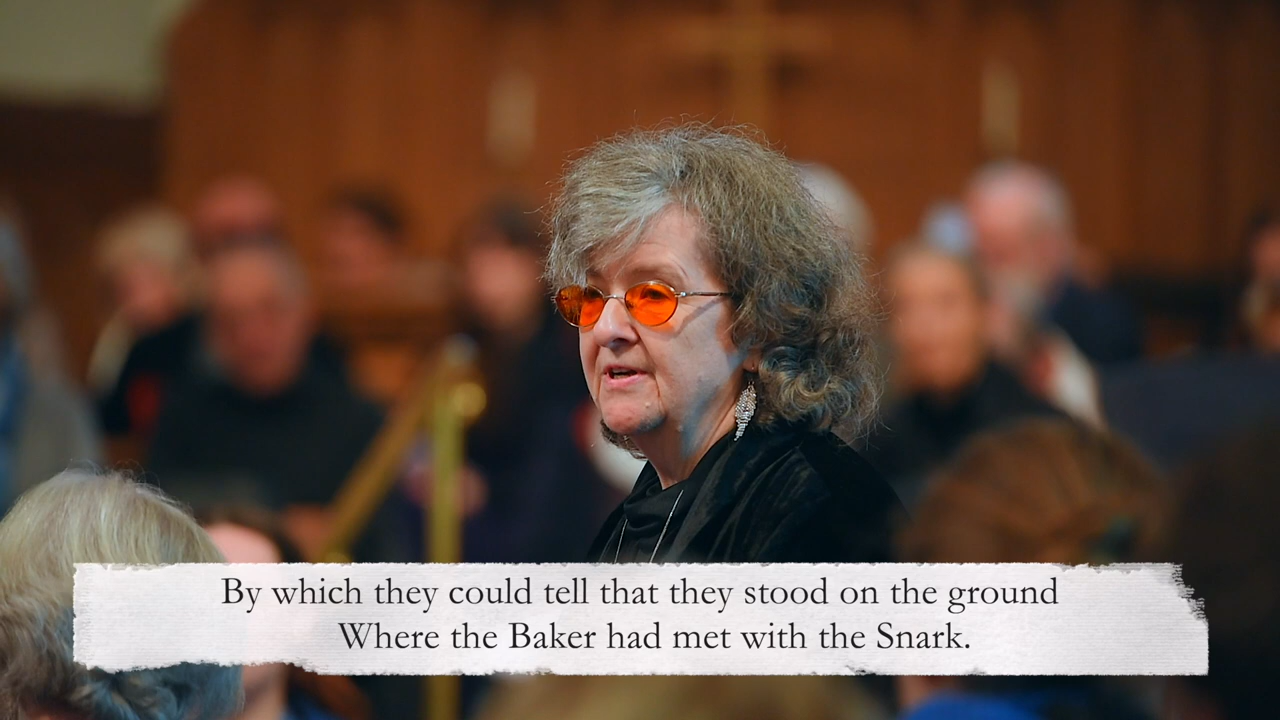 By which they could tell that they stood on the ground
Where the Baker had met with the Snark.